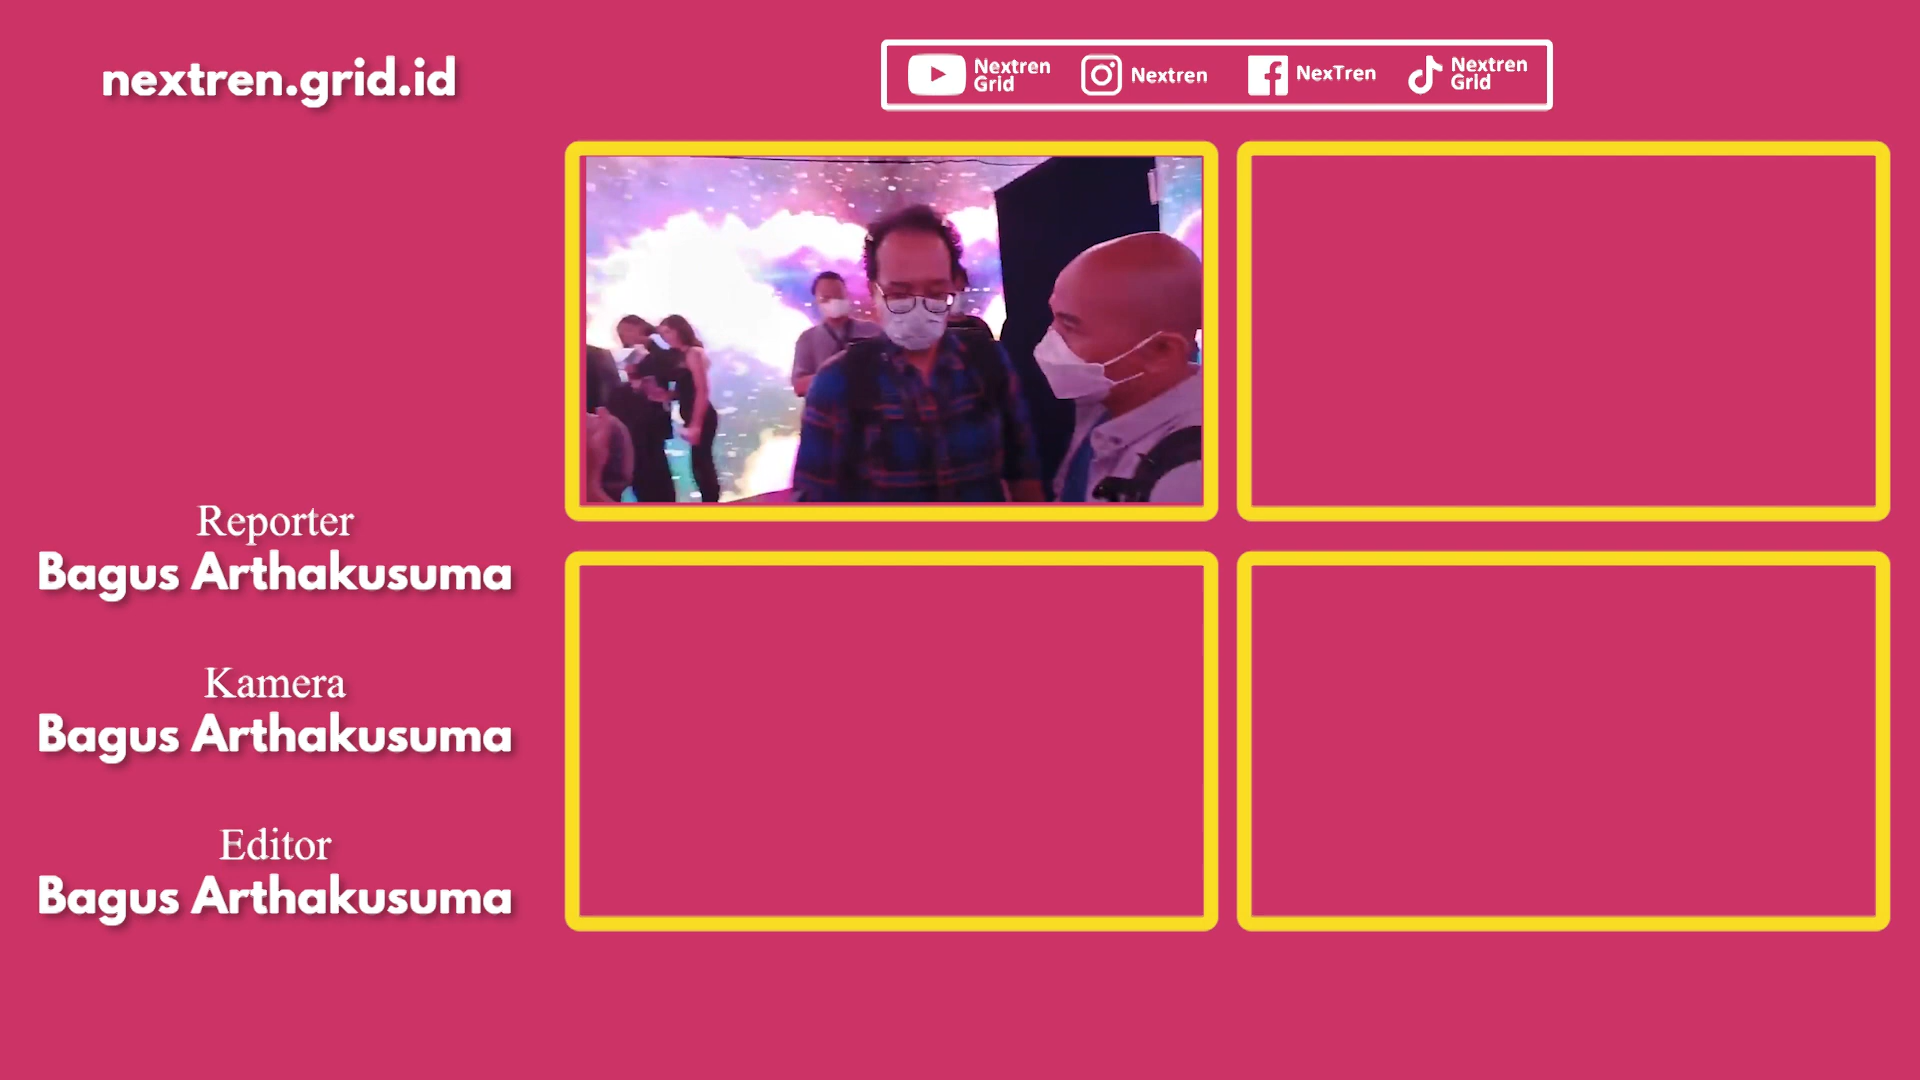 nextren.grid.id
Nextren
Grid
Nextren
NexTren
Nextren
Grid
Reporter
Bagus Arthakusuma
Kamera
Bagus Arthakusuma
Editor
Bagus Arthakusuma